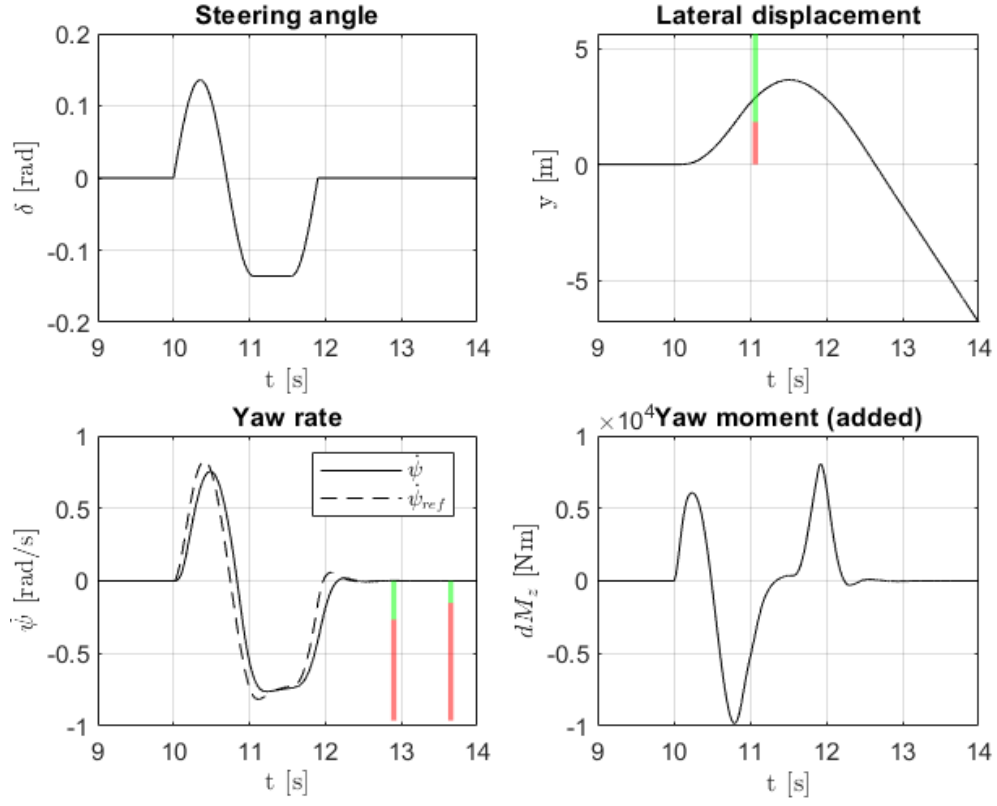 Steering angle
0.2
0.1
0
-0.1
-0.2
δ [rad]
9 10 11 12 13 14
t [s]
Lateral displacement
5
0
-5
y [m]
9 10 11 12 13 14
t [s]
Yaw rate
1
0.5
0
-0.5
-1
ψ̇ [rad/s]
ψ̇
ψ̇ref
9 10 11 12 13 14
t [s]
×10⁴ Yaw moment (added)
1
0.5
0
-0.5
-1
dMz [Nm]
9 10 11 12 13 14
t [s]